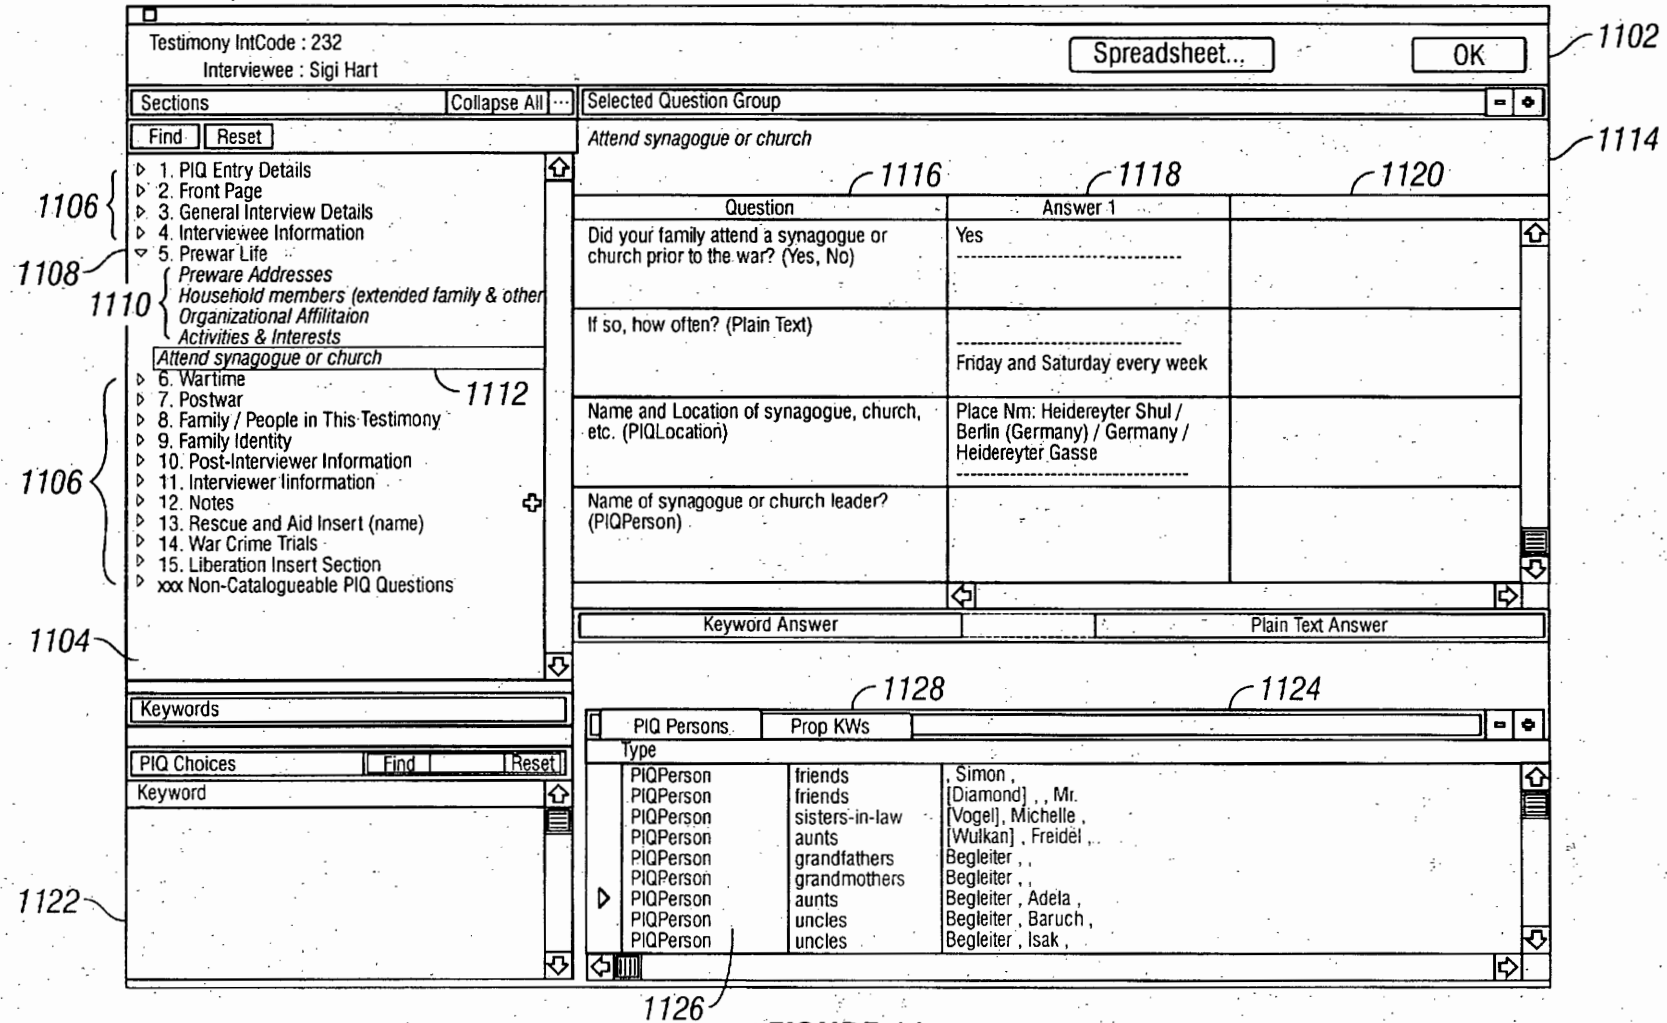 Testimony IntCode : 232
Interviewee : Sigi Hart
Spreadsheet...
OK
1102
Sections
Collapse All ...
Selected Question Group
Find
Reset
Attend synagogue or church
1114
1116
1118
1120
1106
1. PIQ Entry Details
2. Front Page
3. General Interview Details
4. Interviewee Information
1108
5. Prewar Life
1110
Preware Addresses
Household members (extended family & other
Organizational Affilitaion
Activities & Interests
Attend synagogue or church
1112
1106
6. Wartime
7. Postwar
8. Family / People in This Testimony
9. Family Identity
10. Post-Interviewer Information
11. Interviewer Iinformation
12. Notes
13. Rescue and Aid Insert (name)
14. War Crime Trials
15. Liberation Insert Section
xxx Non-Catalogueable PIQ Questions
1104
Question
Answer 1
Did your family attend a synagogue or
church prior to the war? (Yes, No)
Yes
If so, how often? (Plain Text)
Friday and Saturday every week
Name and Location of synagogue, church,
etc. (PIQLocation)
Place Nm: Heidereyter Shul /
Berlin (Germany) / Germany /
Heidereyter Gasse
Name of synagogue or church leader?
(PIQPerson)
Keyword Answer
Plain Text Answer
Keywords
PIQ Choices
Find
Reset
Keyword
1122
1128
1124
PIQ Persons
Prop KWs
Type
PIQPerson friends , Simon ,
PIQPerson friends [Diamond] , , Mr.
PIQPerson sisters-in-law [Vogel], Michelle ,
PIQPerson aunts [Wulkan] , Freidel ,
PIQPerson grandfathers Begleiter , ,
PIQPerson grandmothers Begleiter , ,
PIQPerson aunts Begleiter , Adela ,
PIQPerson uncles Begleiter , Baruch ,
PIQPerson uncles Begleiter , Isak ,
1126